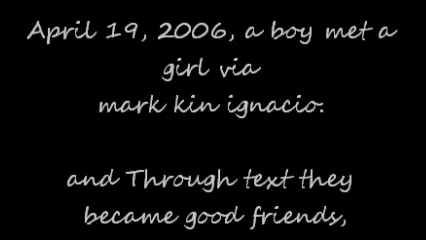 April 19, 2006, a boy met a
girl via
mark kin ignacio.
and Through text they
became good friends,